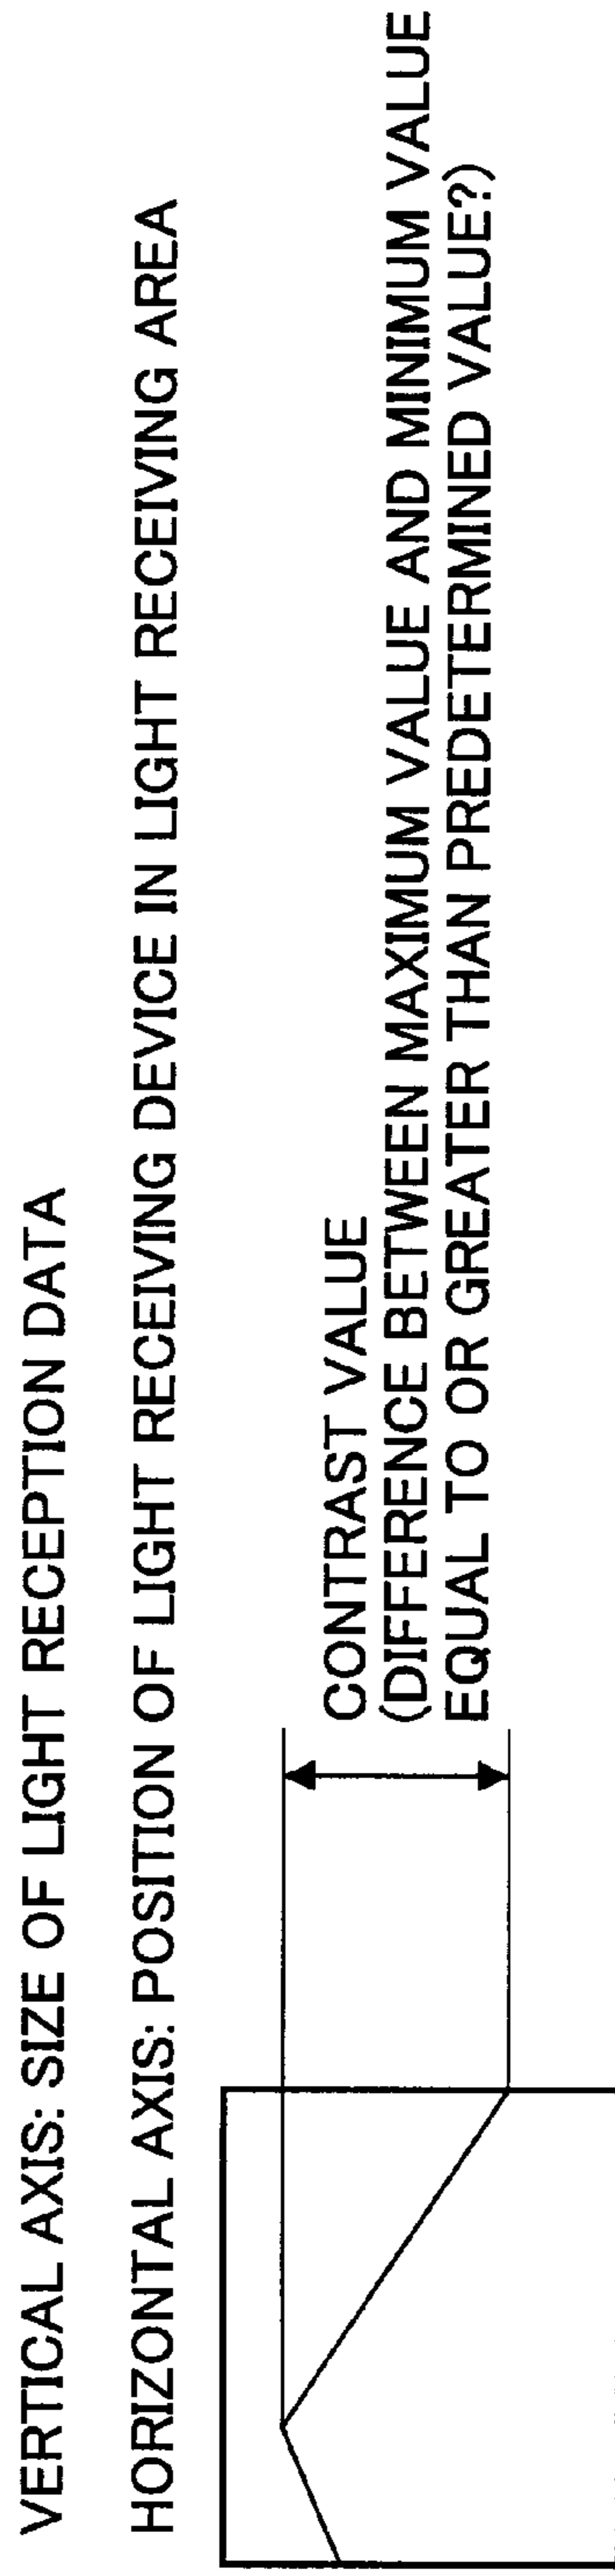 VERTICAL AXIS: SIZE OF LIGHT RECEPTION DATA
HORIZONTAL AXIS: POSITION OF LIGHT RECEIVING DEVICE IN LIGHT RECEIVING AREA
CONTRAST VALUE
(DIFFERENCE BETWEEN MAXIMUM VALUE AND MINIMUM VALUE
EQUAL TO OR GREATER THAN PREDETERMINED VALUE?)